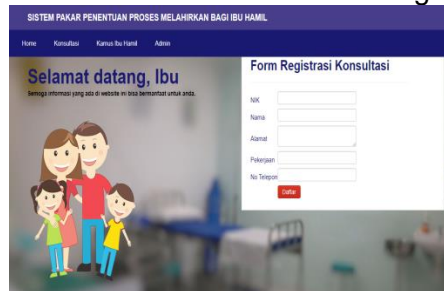 SISTEM PAKAR PENENTUAN PROSES MELAHIRKAN BAGI IBU HAMIL
Home Konsultasi Kamus Ibu Hamil Admin
Selamat datang, Ibu
Semoga informasi yang ada di website ini bisa bermanfaat untuk anda.
Form Registrasi Konsultasi
NIK
Nama
Alamat
Pekerjaan
No Telepon
Daftar